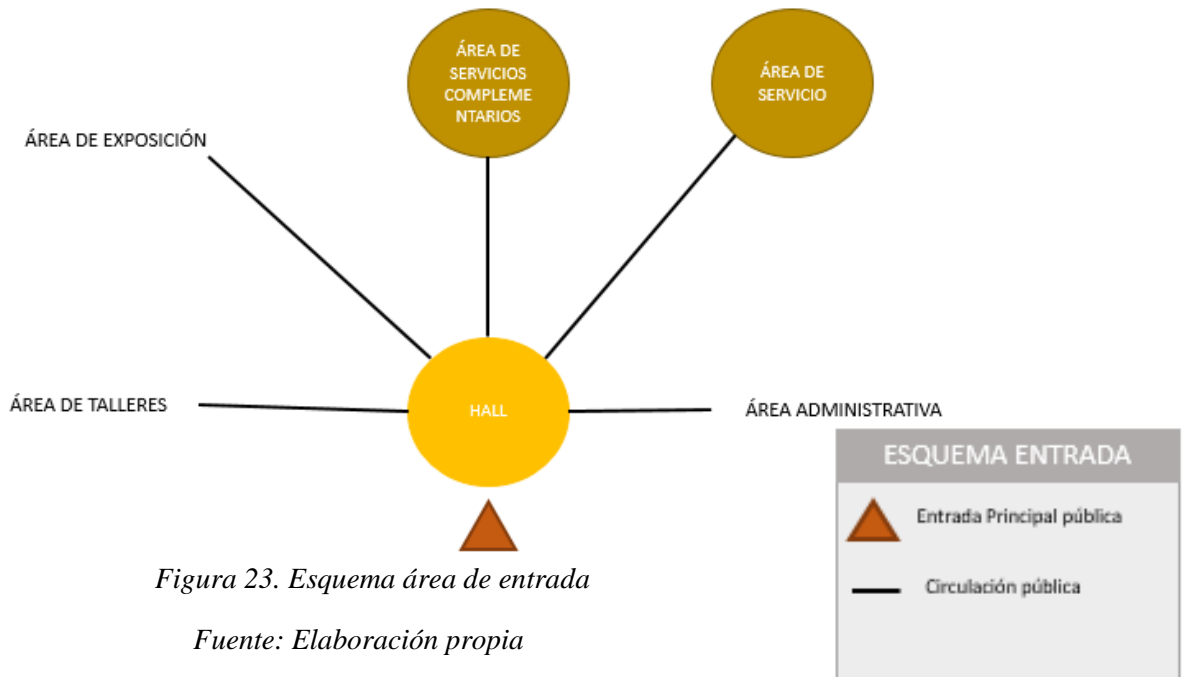 ÁREA DE
SERVICIOS
COMPLEME
NTARIOS
ÁREA DE
SERVICIO
ÁREA DE EXPOSICIÓN
ÁREA DE TALLERES
HALL
ÁREA ADMINISTRATIVA
ESQUEMA ENTRADA
Entrada Principal pública
Circulación pública
Figura 23. Esquema área de entrada
Fuente: Elaboración propia